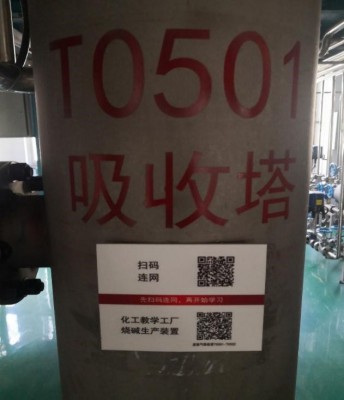 T0501
吸收塔
扫码
连网
先扫码连网，再开始学习
化工教学工厂
烧碱生产装置